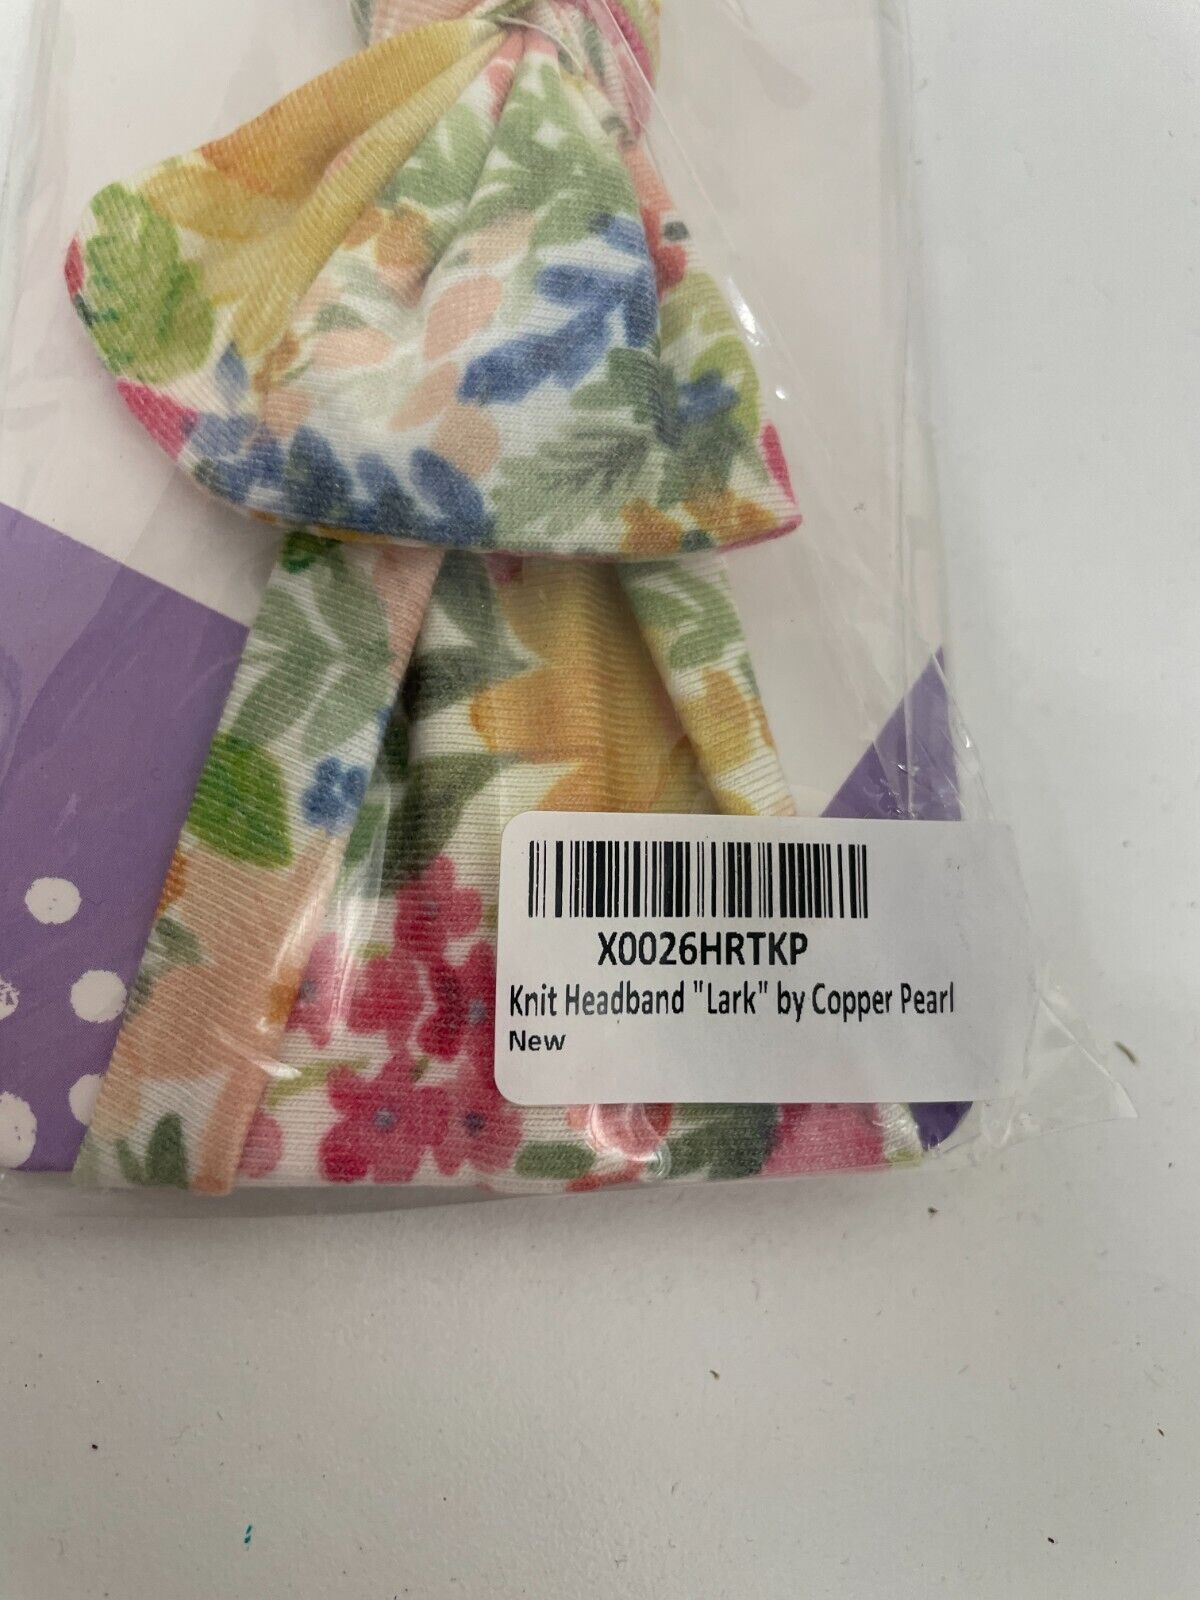 X0026HRTKP
Knit Headband "Lark" by Copper Pearl
New